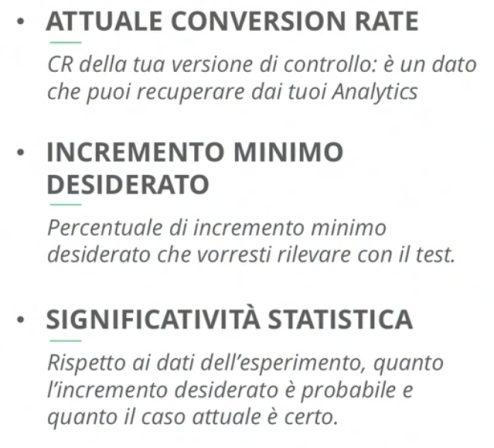 • ATTUALE CONVERSION RATE
CR della tua versione di controllo: è un dato
che puoi recuperare dai tuoi Analytics
• INCREMENTO MINIMO
DESIDERATO
Percentuale di incremento minimo
desiderato che vorresti rilevare con il test.
• SIGNIFICATIVITÀ STATISTICA
Rispetto ai dati dell’esperimento, quanto
l’incremento desiderato è probabile e
quanto il caso attuale è certo.